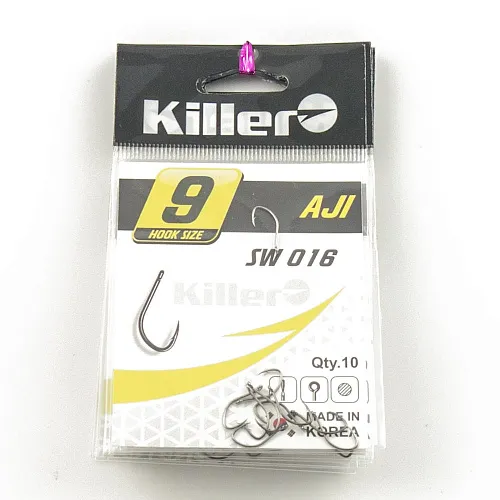 Killer
9
HOOK SIZE
AJI
SW 016
Killer
Qty.10
MADE IN
KOREA